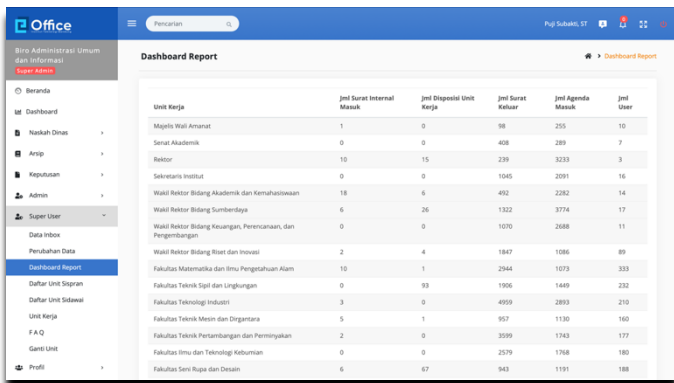 Office
Pencarian
Puji Subakti, ST
Biro Administrasi Umum
dan Informasi
Super Admin
Dashboard Report
Dashboard Report
Beranda
Dashboard
Naskah Dinas
Arsip
Keputusan
Admin
Super User
Data Inbox
Perubahan Data
Dashboard Report
Daftar Unit Sispran
Daftar Unit Sidawai
Unit Kerja
F A Q
Ganti Unit
Profil
Unit Kerja Jml Surat Internal Masuk Jml Disposisi Unit Kerja Jml Surat Keluar Jml Agenda Masuk Jml User
Majelis Wali Amanat 1 0 98 255 10
Senat Akademik 0 0 408 289 7
Rektor 10 15 239 3233 3
Sekretaris Institut 0 0 1045 2091 16
Wakil Rektor Bidang Akademik dan Kemahasiswaan 18 6 492 2282 14
Wakil Rektor Bidang Sumberdaya 6 26 1322 3774 17
Wakil Rektor Bidang Keuangan, Perencanaan, dan Pengembangan 0 0 1070 2688 11
Wakil Rektor Bidang Riset dan Inovasi 2 4 1847 1086 89
Fakultas Matematika dan Ilmu Pengetahuan Alam 10 1 2944 1073 333
Fakultas Teknik Sipil dan Lingkungan 0 93 1906 1449 232
Fakultas Teknologi Industri 3 0 4959 2893 210
Fakultas Teknik Mesin dan Dirgantara 5 1 957 1130 160
Fakultas Teknik Pertambangan dan Perminyakan 2 0 3599 1743 177
Fakultas Ilmu dan Teknologi Kebumian 0 0 2579 1768 180
Fakultas Seni Rupa dan Desain 6 67 943 1191 188